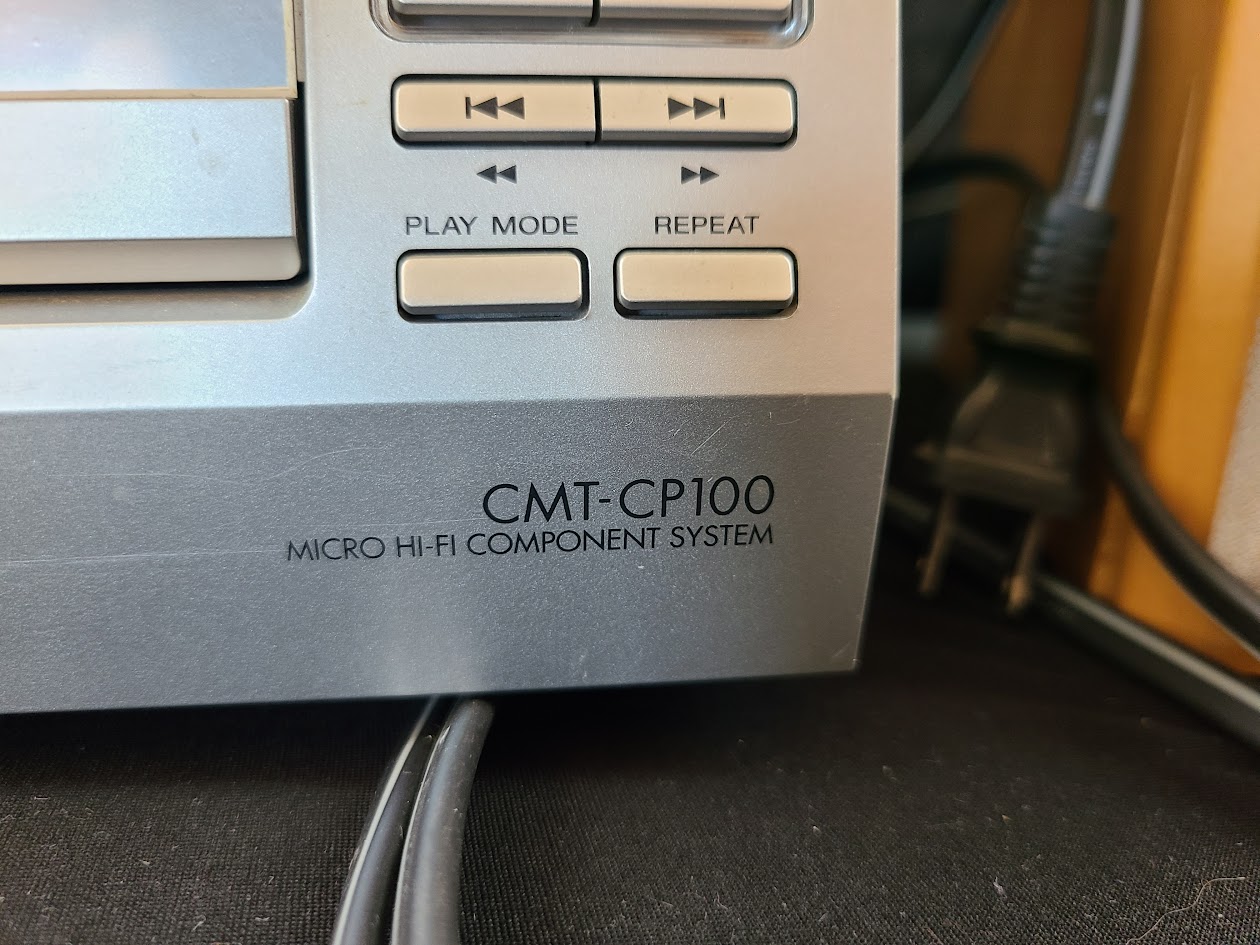 PLAY MODE REPEAT
CMT-CP100
MICRO HI-FI COMPONENT SYSTEM